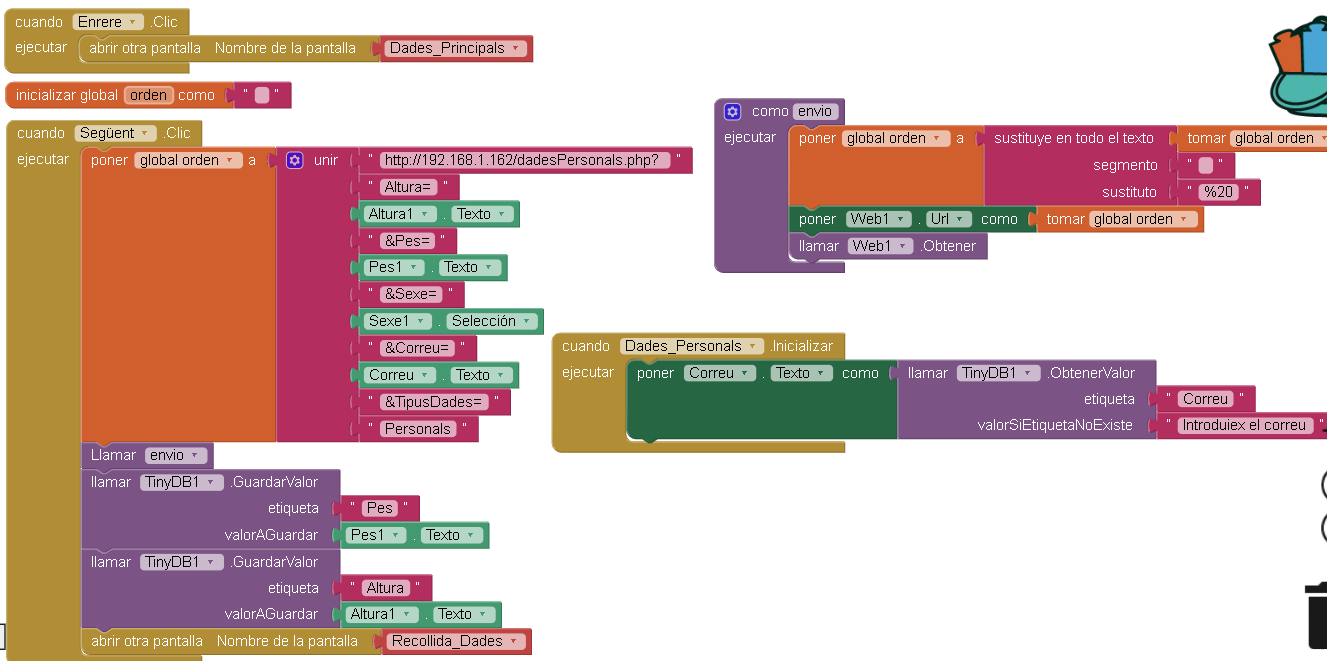 cuando Enrere .Clic
ejecutar abrir otra pantalla Nombre de la pantalla Dades_Principals
inicializar global orden como " "
cuando Següent .Clic
ejecutar poner global orden a unir " http://192.168.1.162/dadesPersonals.php? "
" Altura= "
Altura1 . Texto
" &Pes= "
Pes1 . Texto
" &Sexe= "
Sexe1 . Selección
" &Correu= "
Correu . Texto
" &TipusDades= "
" Personals "
Llamar envio
llamar TinyDB1 .GuardarValor
etiqueta " Pes "
valorAGuardar Pes1 . Texto
llamar TinyDB1 .GuardarValor
etiqueta " Altura "
valorAGuardar Altura1 . Texto
abrir otra pantalla Nombre de la pantalla Recollida_Dades
como envio
ejecutar poner global orden a sustituye en todo el texto tomar global orden
segmento " "
sustituto " %20 "
poner Web1 . Url como tomar global orden
llamar Web1 .Obtener
cuando Dades_Personals .Inicializar
ejecutar poner Correu . Texto como llamar TinyDB1 .ObtenerValor
etiqueta " Correu "
valorSiEtiquetaNoExiste " Introduiex el correu "